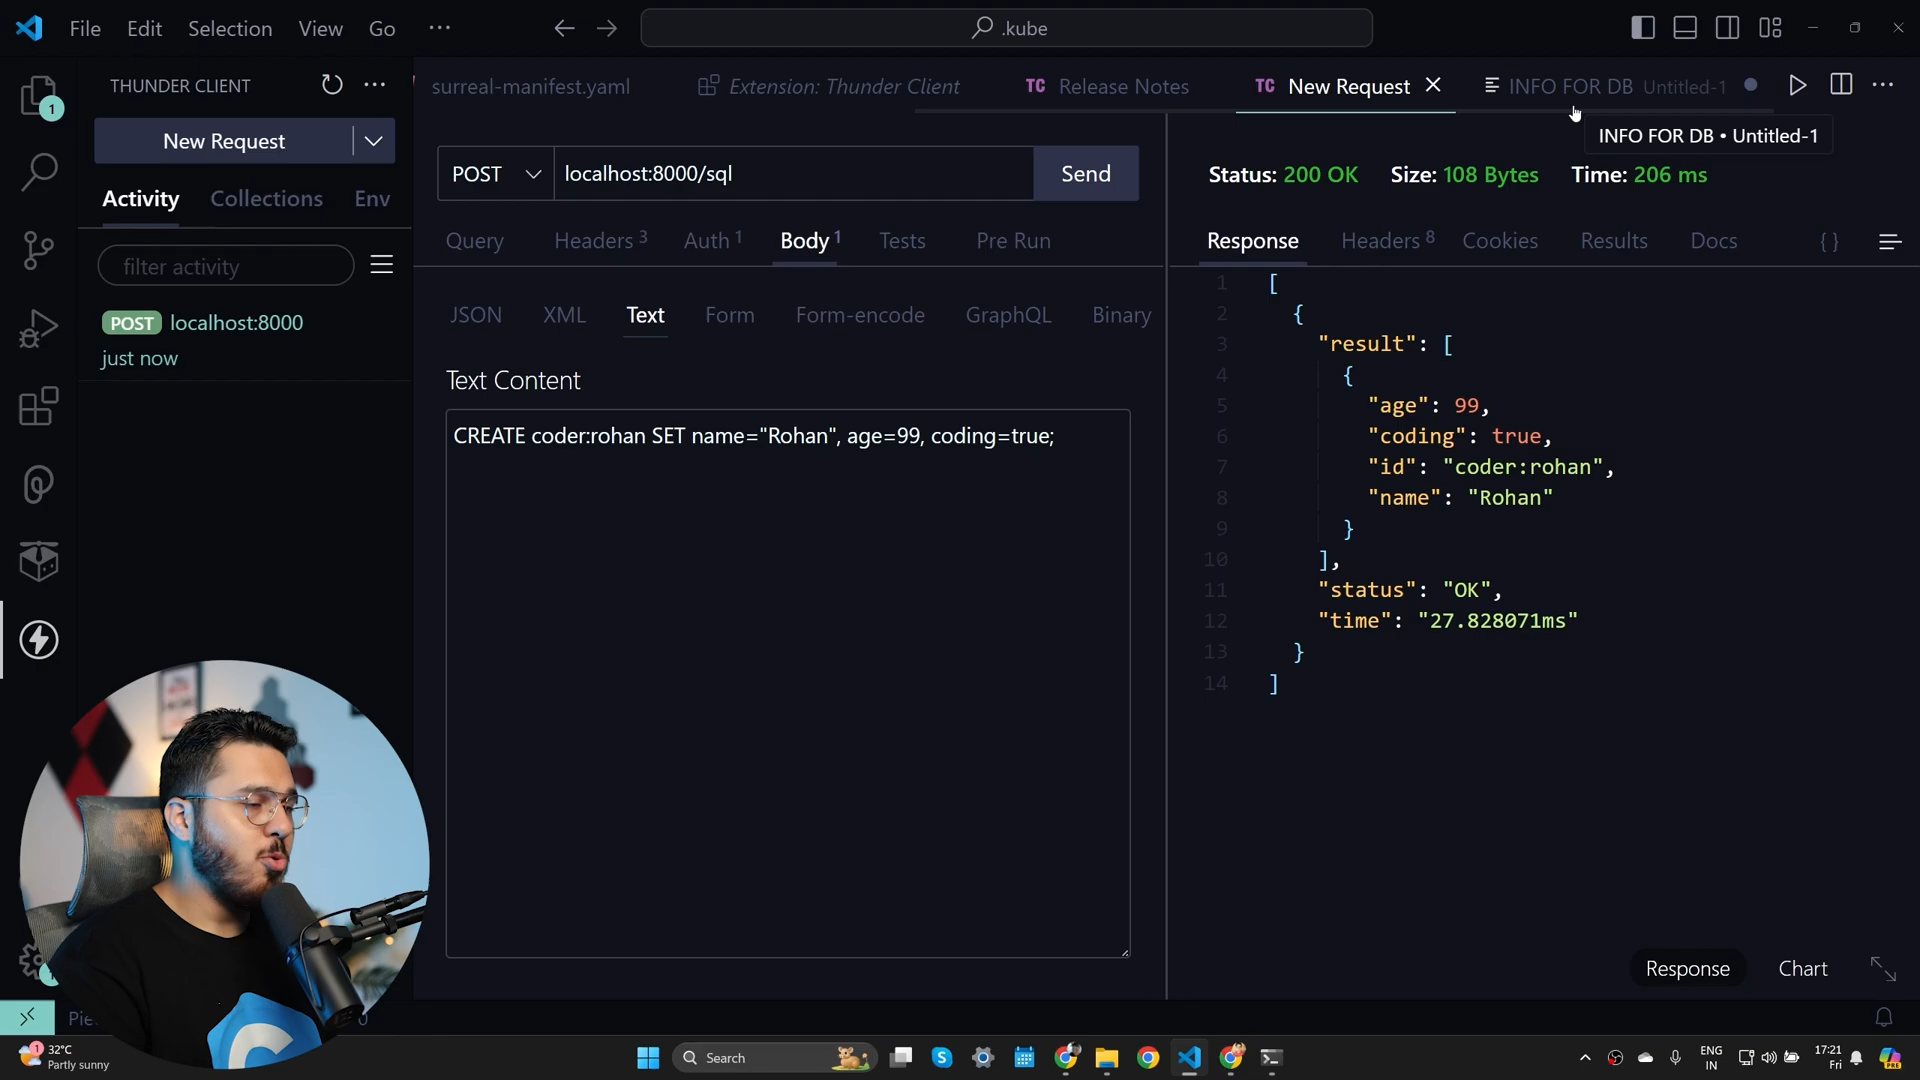 File Edit Selection View Go ···
.kube
THUNDER CLIENT
surreal-manifest.yaml
Extension: Thunder Client
TC Release Notes
TC New Request
INFO FOR DB Untitled-1
INFO FOR DB • Untitled-1
1
New Request
POST
localhost:8000/sql
Send
Status: 200 OK Size: 108 Bytes Time: 206 ms
Activity Collections Env
Query Headers 3 Auth 1 Body 1 Tests Pre Run
Response Headers 8 Cookies Results Docs { }
filter activity
POST localhost:8000
just now
JSON XML Text Form Form-encode GraphQL Binary
Text Content
CREATE coder:rohan SET name="Rohan", age=99, coding=true;
1 [
2 {
3 "result": [
4 {
5 "age": 99,
6 "coding": true,
7 "id": "coder:rohan",
8 "name": "Rohan"
9 }
10 ],
11 "status": "OK",
12 "time": "27.828071ms"
13 }
14 ]
Response Chart
1
32°C
Partly sunny
Search
ENG
IN
17:21
Fri
PRE